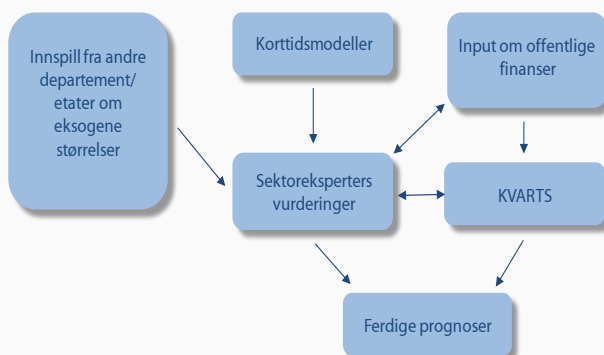 Innspill fra andre
departement/
etater om
eksogene
størrelser
Korttidsmodeller
Input om offentlige
finanser
Sektoreksperters
vurderinger
KVARTS
Ferdige prognoser